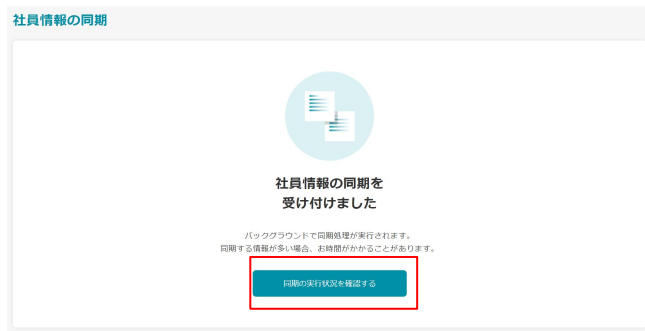 社員情報の同期
社員情報の同期を
受け付けました
バックグラウンドで同期処理が実行されます。
同期する情報が多い場合、お時間がかかることがあります。
同期の実行状況を確認する